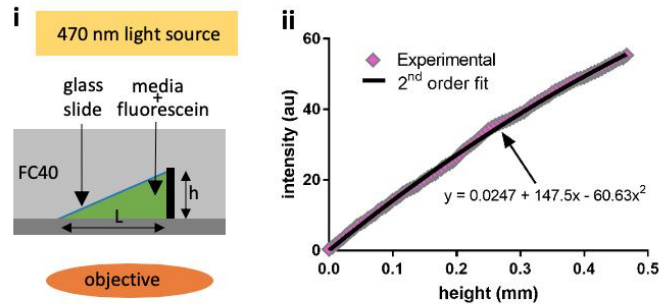 i
470 nm light source
glass
slide
media
+
fluorescein
FC40
h
L
objective
ii
60
40
20
0
intensity (au)
Experimental
2nd order fit
y = 0.0247 + 147.5x - 60.63x²
0.0
0.1
0.2
0.3
0.4
0.5
height (mm)